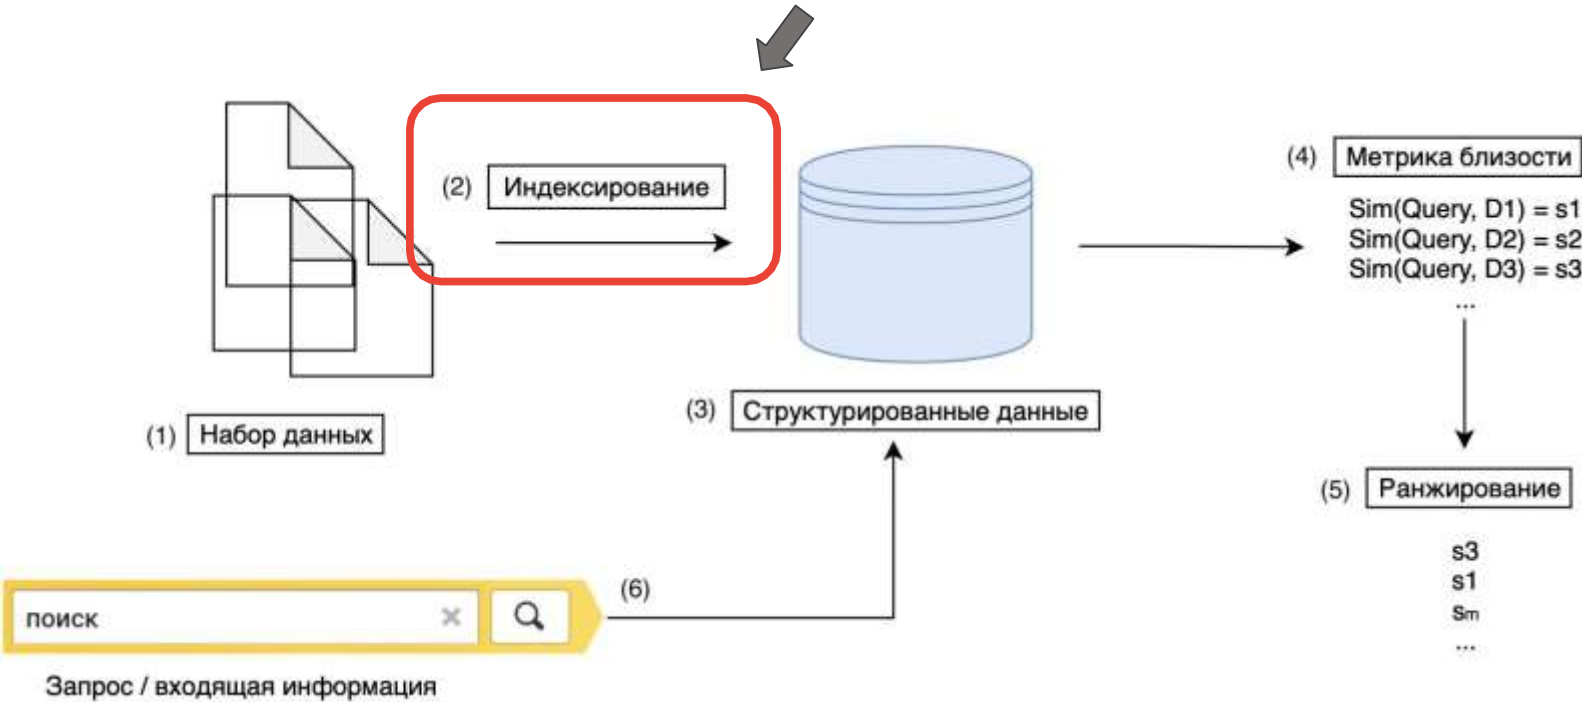 (1) Набор данных
(2) Индексирование
(3) Структурированные данные
(4) Метрика близости
Sim(Query, D1) = s1
Sim(Query, D2) = s2
Sim(Query, D3) = s3
...
(5) Ранжирование
s3
s1
sm
...
(6)
поиск
Запрос / входящая информация